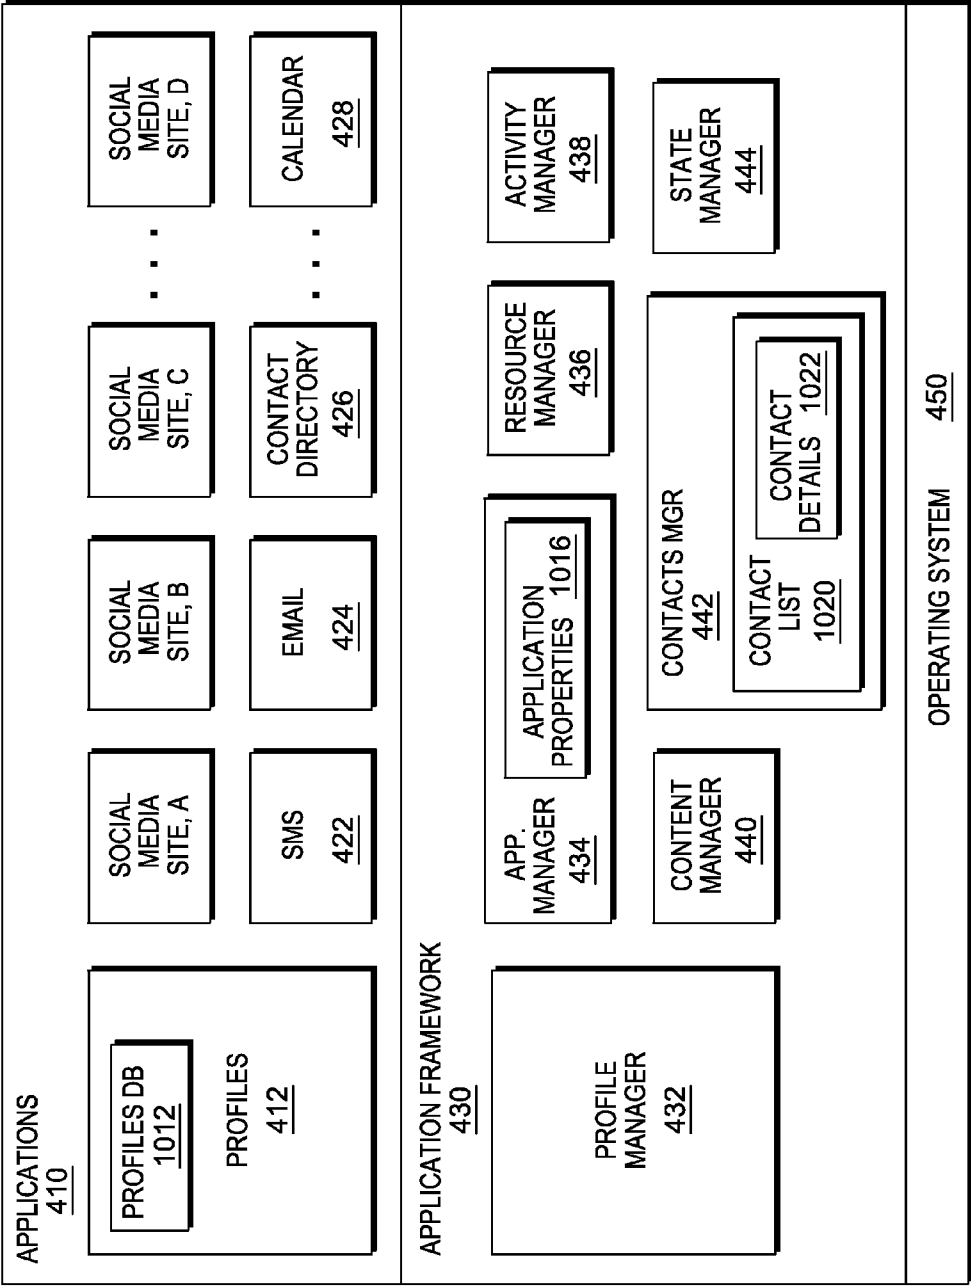 APPLICATIONS
410
PROFILES DB
1012
PROFILES
412
SOCIAL
MEDIA
SITE, A
SOCIAL
MEDIA
SITE, B
SOCIAL
MEDIA
SITE, C
. . .
SOCIAL
MEDIA
SITE, D
SMS
422
EMAIL
424
CONTACT
DIRECTORY
426
. . .
CALENDAR
428
APPLICATION FRAMEWORK
430
PROFILE
MANAGER
432
APP.
MANAGER
434
APPLICATION
PROPERTIES 1016
RESOURCE
MANAGER
436
ACTIVITY
MANAGER
438
CONTENT
MANAGER
440
CONTACTS MGR
442
CONTACT
LIST
1020
CONTACT
DETAILS 1022
STATE
MANAGER
444
OPERATING SYSTEM 450